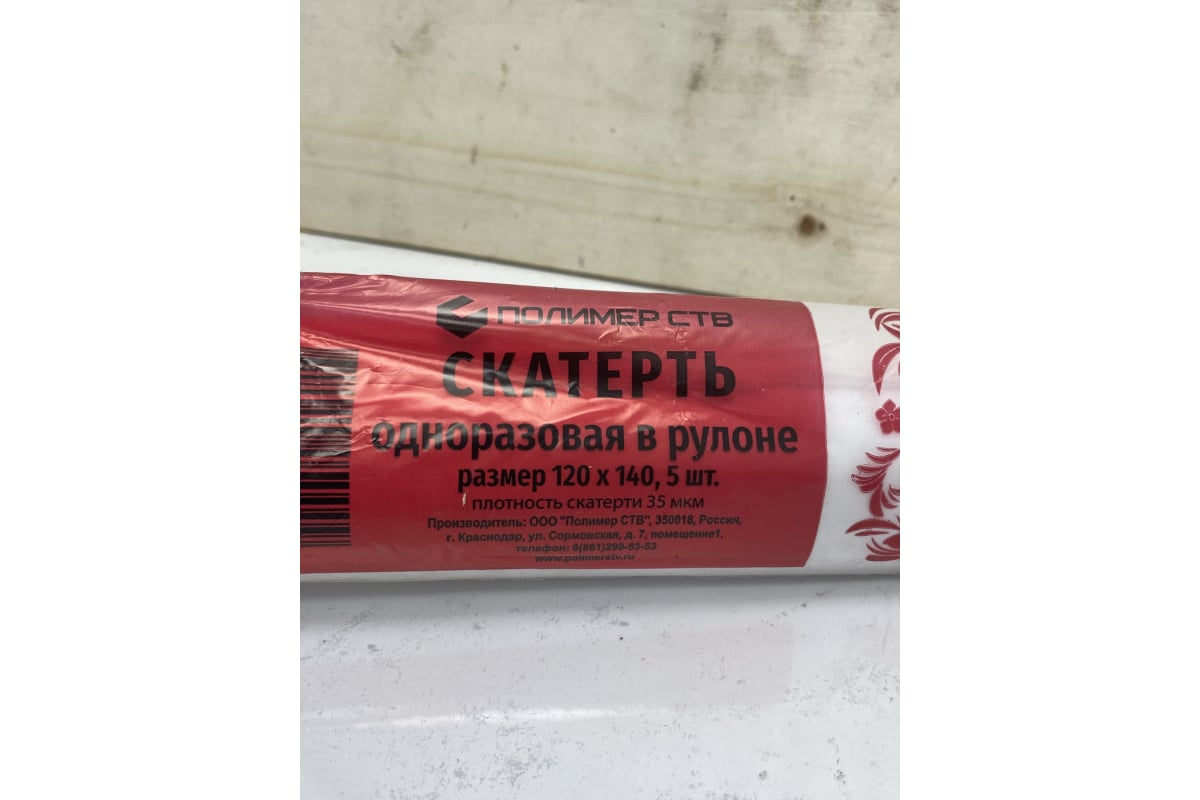 ПОЛИМЕР СТВ
СКАТЕРТЬ
одноразовая в рулоне
размер 120 х 140, 5 шт.
плотность скатерти 35 мкм
Производитель: ООО "Полимер СТВ", 350018, Россия,
г. Краснодар, ул. Сормовская, д. 7, помещение1,
телефон: 8(861)299-53-53
www.polimerstv.ru